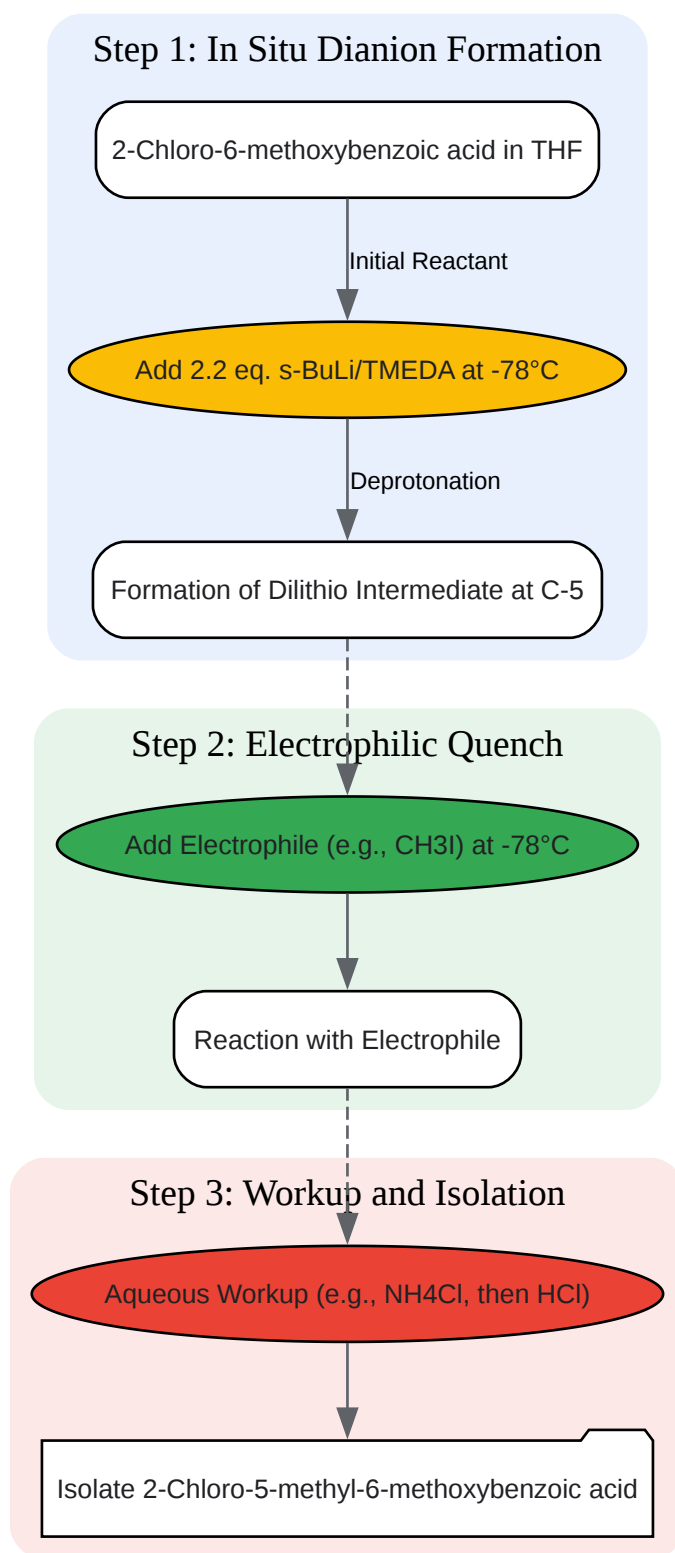 Step 1: In Situ Dianion Formation
2-Chloro-6-methoxybenzoic acid in THF
Initial Reactant
Add 2.2 eq. s-BuLi/TMEDA at -78°C
Deprotonation
Formation of Dilithio Intermediate at C-5
Step 2: Electrophilic Quench
Add Electrophile (e.g., CH3I) at -78°C
Reaction with Electrophile
Step 3: Workup and Isolation
Aqueous Workup (e.g., NH4Cl, then HCl)
Isolate 2-Chloro-5-methyl-6-methoxybenzoic acid